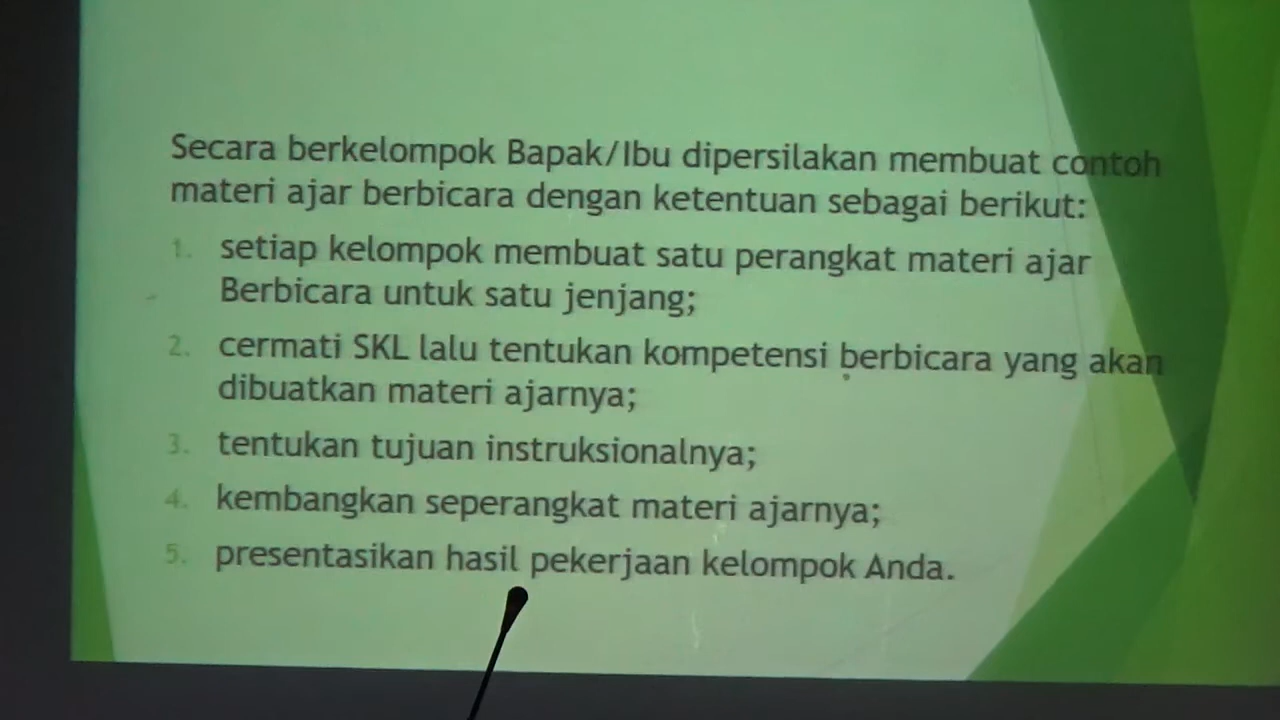 Secara berkelompok Bapak/Ibu dipersilakan membuat contoh
materi ajar berbicara dengan ketentuan sebagai berikut:
1. setiap kelompok membuat satu perangkat materi ajar
Berbicara untuk satu jenjang;
2. cermati SKL lalu tentukan kompetensi berbicara yang akan
dibuatkan materi ajarnya;
3. tentukan tujuan instruksionalnya;
4. kembangkan seperangkat materi ajarnya;
5. presentasikan hasil pekerjaan kelompok Anda.